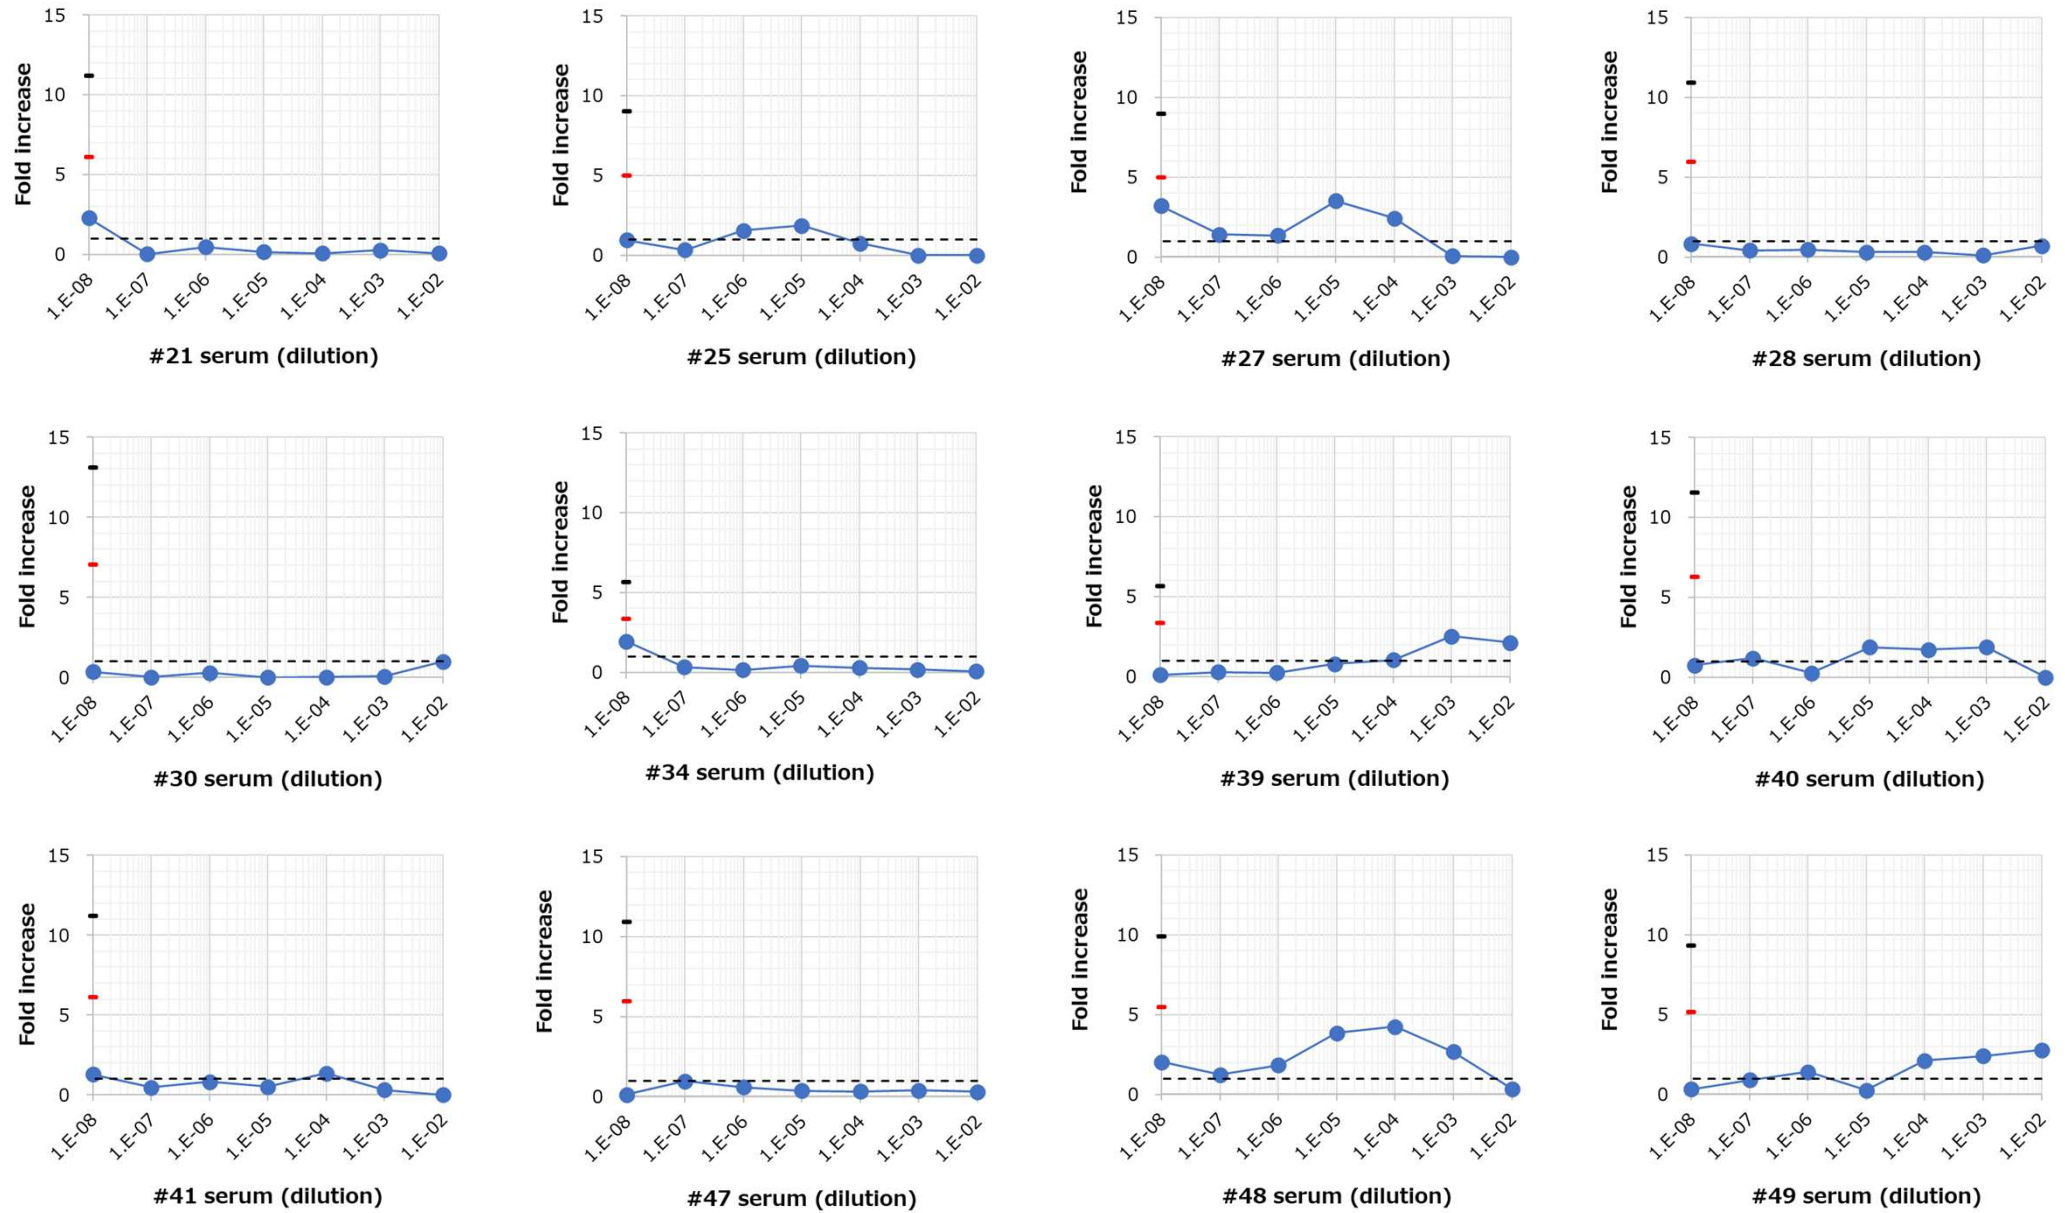 15
10
5
0
Fold increase
1.E-08 1.E-07 1.E-06 1.E-05 1.E-04 1.E-03 1.E-02
#21 serum (dilution)
15
10
5
0
Fold increase
1.E-08 1.E-07 1.E-06 1.E-05 1.E-04 1.E-03 1.E-02
#25 serum (dilution)
15
10
5
0
Fold increase
1.E-08 1.E-07 1.E-06 1.E-05 1.E-04 1.E-03 1.E-02
#27 serum (dilution)
15
10
5
0
Fold increase
1.E-08 1.E-07 1.E-06 1.E-05 1.E-04 1.E-03 1.E-02
#28 serum (dilution)
15
10
5
0
Fold increase
1.E-08 1.E-07 1.E-06 1.E-05 1.E-04 1.E-03 1.E-02
#30 serum (dilution)
15
10
5
0
Fold increase
1.E-08 1.E-07 1.E-06 1.E-05 1.E-04 1.E-03 1.E-02
#34 serum (dilution)
15
10
5
0
Fold increase
1.E-08 1.E-07 1.E-06 1.E-05 1.E-04 1.E-03 1.E-02
#39 serum (dilution)
15
10
5
0
Fold increase
1.E-08 1.E-07 1.E-06 1.E-05 1.E-04 1.E-03 1.E-02
#40 serum (dilution)
15
10
5
0
Fold increase
1.E-08 1.E-07 1.E-06 1.E-05 1.E-04 1.E-03 1.E-02
#41 serum (dilution)
15
10
5
0
Fold increase
1.E-08 1.E-07 1.E-06 1.E-05 1.E-04 1.E-03 1.E-02
#47 serum (dilution)
15
10
5
0
Fold increase
1.E-08 1.E-07 1.E-06 1.E-05 1.E-04 1.E-03 1.E-02
#48 serum (dilution)
15
10
5
0
Fold increase
1.E-08 1.E-07 1.E-06 1.E-05 1.E-04 1.E-03 1.E-02
#49 serum (dilution)